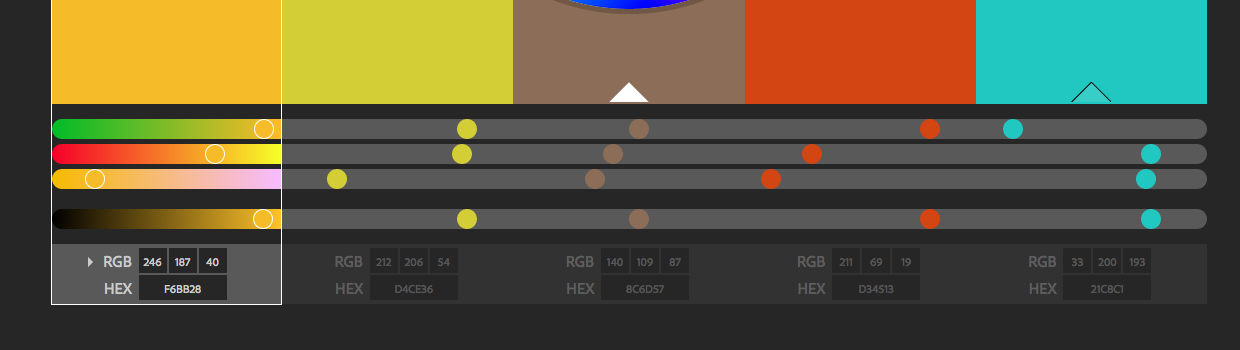 RGB 246 187 40
HEX F6BB28
RGB 212 206 54
HEX D4CE36
RGB 140 109 87
HEX 8C6D57
RGB 211 69 19
HEX D34513
RGB 33 200 193
HEX 21C8C1